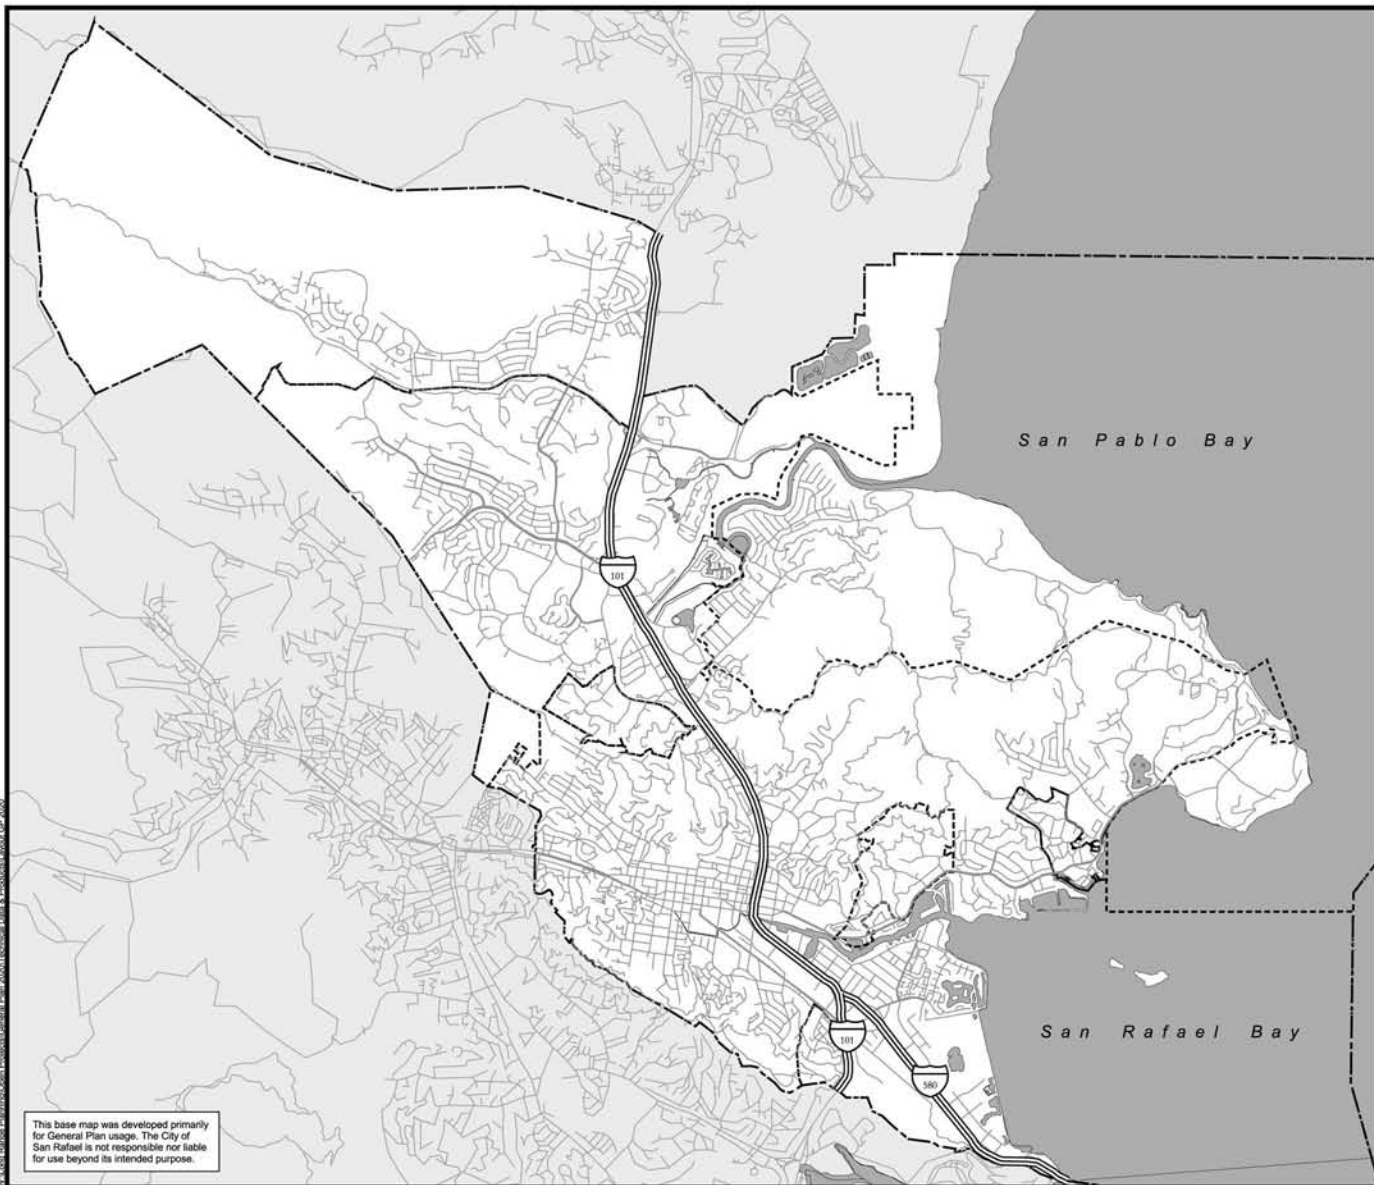 San Pablo Bay
101
101
San Rafael Bay
580
This base map was developed primarily
for General Plan usage. The City of
San Rafael is not responsible nor liable
for use beyond its intended purpose.